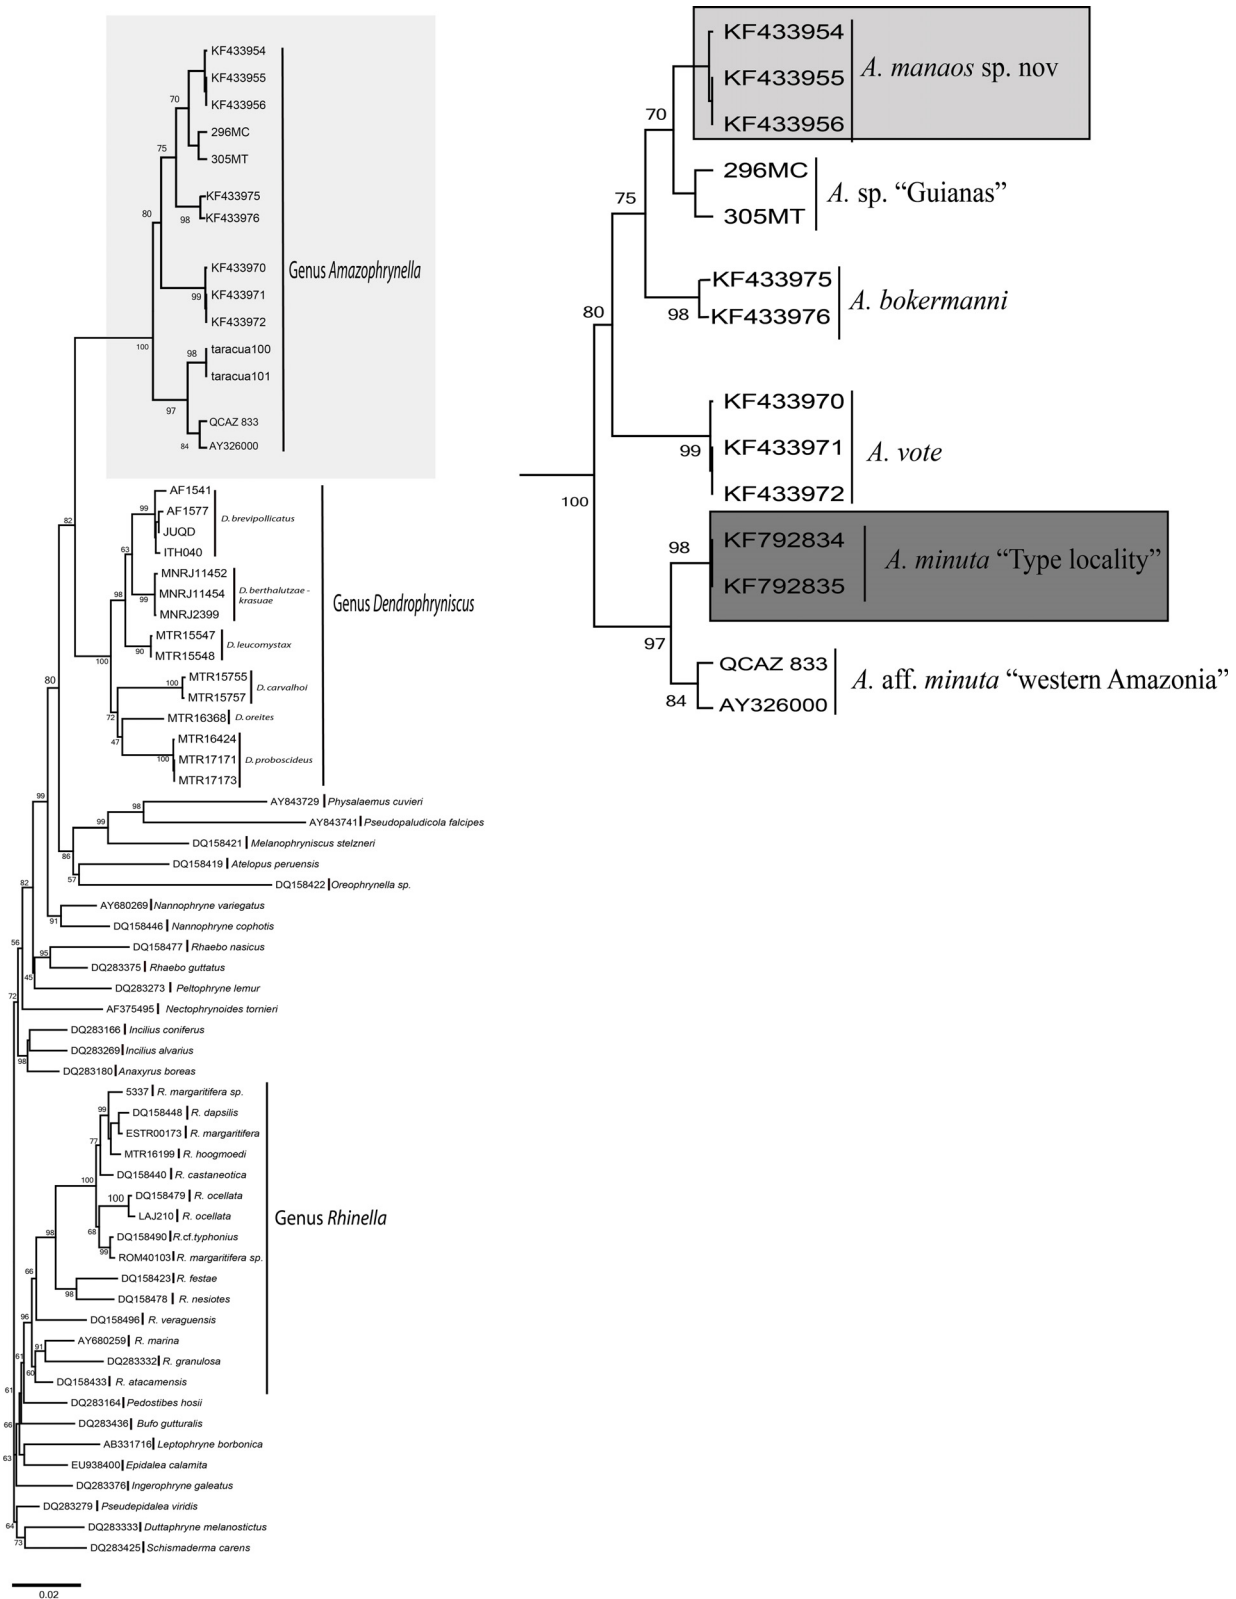 KF433954
KF433955
KF433956
70
296MC
305MT
75
KF433975
98
KF433976
80
KF433970
99
KF433971
KF433972
Genus Amazophrynella
100
98
taracua100
taracua101
97
QCAZ 833
84
AY326000
82
AF1541
99
AF1577
JUQD
ITH040
D. brevipollicatus
63
MNRJ11452
MNRJ11454
99
MNRJ2399
D. berthalutzae -
krasuae
98
MTR15547
90
MTR15548
D. leucomystax
Genus Dendrophryniscus
100
MTR15755
100
MTR15757
D. carvalhoi
72
MTR16368
D. oreites
47
MTR16424
100
MTR17171
MTR17173
D. proboscideus
80
99
98
AY843729 Physalaemus cuvieri
99
AY843741 Pseudopaludicola falcipes
DQ158421 Melanophryniscus stelzneri
86
DQ158419 Atelopus peruensis
57
DQ158422 Oreophrynella sp.
82
AY680269 Nannophryne variegatus
91
DQ158446 Nannophryne cophotis
56
95
DQ158477 Rhaebo nasicus
DQ283375 Rhaebo guttatus
45
DQ283273 Peltophryne lemur
72
AF375495 Nectophrynoides tornieri
DQ283166 Incilius coniferus
DQ283269 Incilius alvarius
98
DQ283180 Anaxyrus boreas
5337 R. margaritifera sp.
99
DQ158448 R. dapsilis
ESTR00173 R. margaritifera
77
MTR16199 R. hoogmoedi
DQ158440 R. castaneotica
100
100
DQ158479 R. ocellata
LAJ210 R. ocellata
68
DQ158490 R.cf.typhonius
99
ROM40103 R. margaritifera sp.
98
DQ158423 R. festae
98
DQ158478 R. nesiotes
66
DQ158496 R. veraguensis
96
91
AY680259 R. marina
DQ283332 R. granulosa
60
DQ158433 R. atacamensis
Genus Rhinella
61
61
DQ283164 Pedostibes hosii
66
DQ283436 Bufo gutturalis
AB331716 Leptophryne borbonica
63
EU938400 Epidalea calamita
DQ283376 Ingerophryne galeatus
DQ283279 Pseudepidalea viridis
64
DQ283333 Duttaphryne melanostictus
73
DQ283425 Schismaderma carens
0.02
KF433954
KF433955
KF433956
A. manaos sp. nov
70
296MC
305MT
A. sp. “Guianas”
75
KF433975
98
KF433976
A. bokermanni
80
KF433970
99
KF433971
KF433972
A. vote
100
98
KF792834
KF792835
A. minuta “Type locality”
97
QCAZ 833
84
AY326000
A. aff. minuta “western Amazonia”